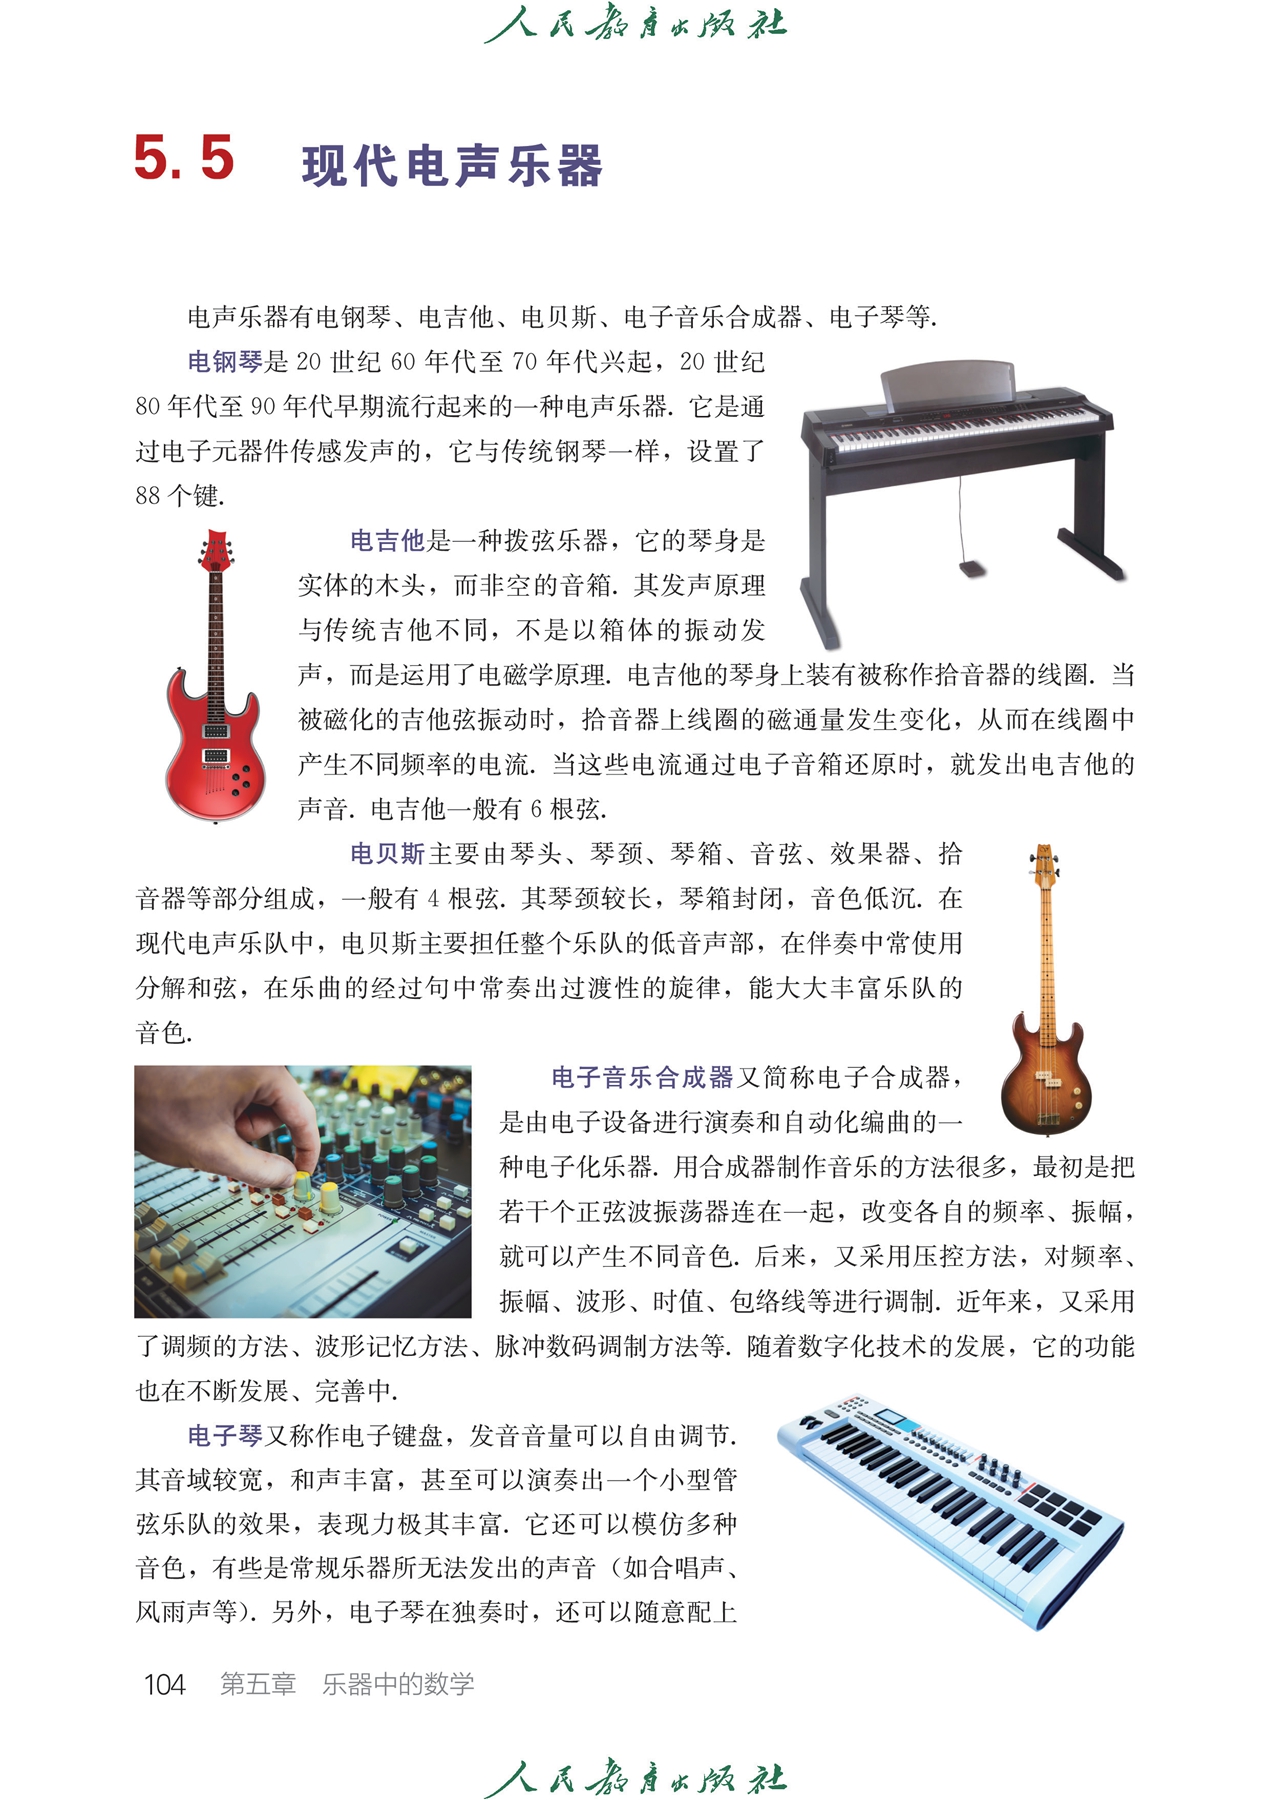 人民教育出版社
5.5 现代电声乐器
电声乐器有电钢琴、电吉他、电贝斯、电子音乐合成器、电子琴等.
电钢琴是 20 世纪 60 年代至 70 年代兴起，20 世纪
80 年代至 90 年代早期流行起来的一种电声乐器. 它是通
过电子元器件传感发声的，它与传统钢琴一样，设置了
88 个键.
电吉他是一种拨弦乐器，它的琴身是
实体的木头，而非空的音箱. 其发声原理
与传统吉他不同，不是以箱体的振动发
声，而是运用了电磁学原理. 电吉他的琴身上装有被称作拾音器的线圈. 当
被磁化的吉他弦振动时，拾音器上线圈的磁通量发生变化，从而在线圈中
产生不同频率的电流. 当这些电流通过电子音箱还原时，就发出电吉他的
声音. 电吉他一般有 6 根弦.
电贝斯主要由琴头、琴颈、琴箱、音弦、效果器、拾
音器等部分组成，一般有 4 根弦. 其琴颈较长，琴箱封闭，音色低沉. 在
现代电声乐队中，电贝斯主要担任整个乐队的低音声部，在伴奏中常使用
分解和弦，在乐曲的经过句中常奏出过渡性的旋律，能大大丰富乐队的
音色.
电子音乐合成器又简称电子合成器，
是由电子设备进行演奏和自动化编曲的一
种电子化乐器. 用合成器制作音乐的方法很多，最初是把
若干个正弦波振荡器连在一起，改变各自的频率、振幅，
就可以产生不同音色. 后来，又采用压控方法，对频率、
振幅、波形、时值、包络线等进行调制. 近年来，又采用
了调频的方法、波形记忆方法、脉冲数码调制方法等. 随着数字化技术的发展，它的功能
也在不断发展、完善中.
电子琴又称作电子键盘，发音音量可以自由调节.
其音域较宽，和声丰富，甚至可以演奏出一个小型管
弦乐队的效果，表现力极其丰富. 它还可以模仿多种
音色，有些是常规乐器所无法发出的声音（如合唱声、
风雨声等）. 另外，电子琴在独奏时，还可以随意配上
104 第五章 乐器中的数学
人民教育出版社